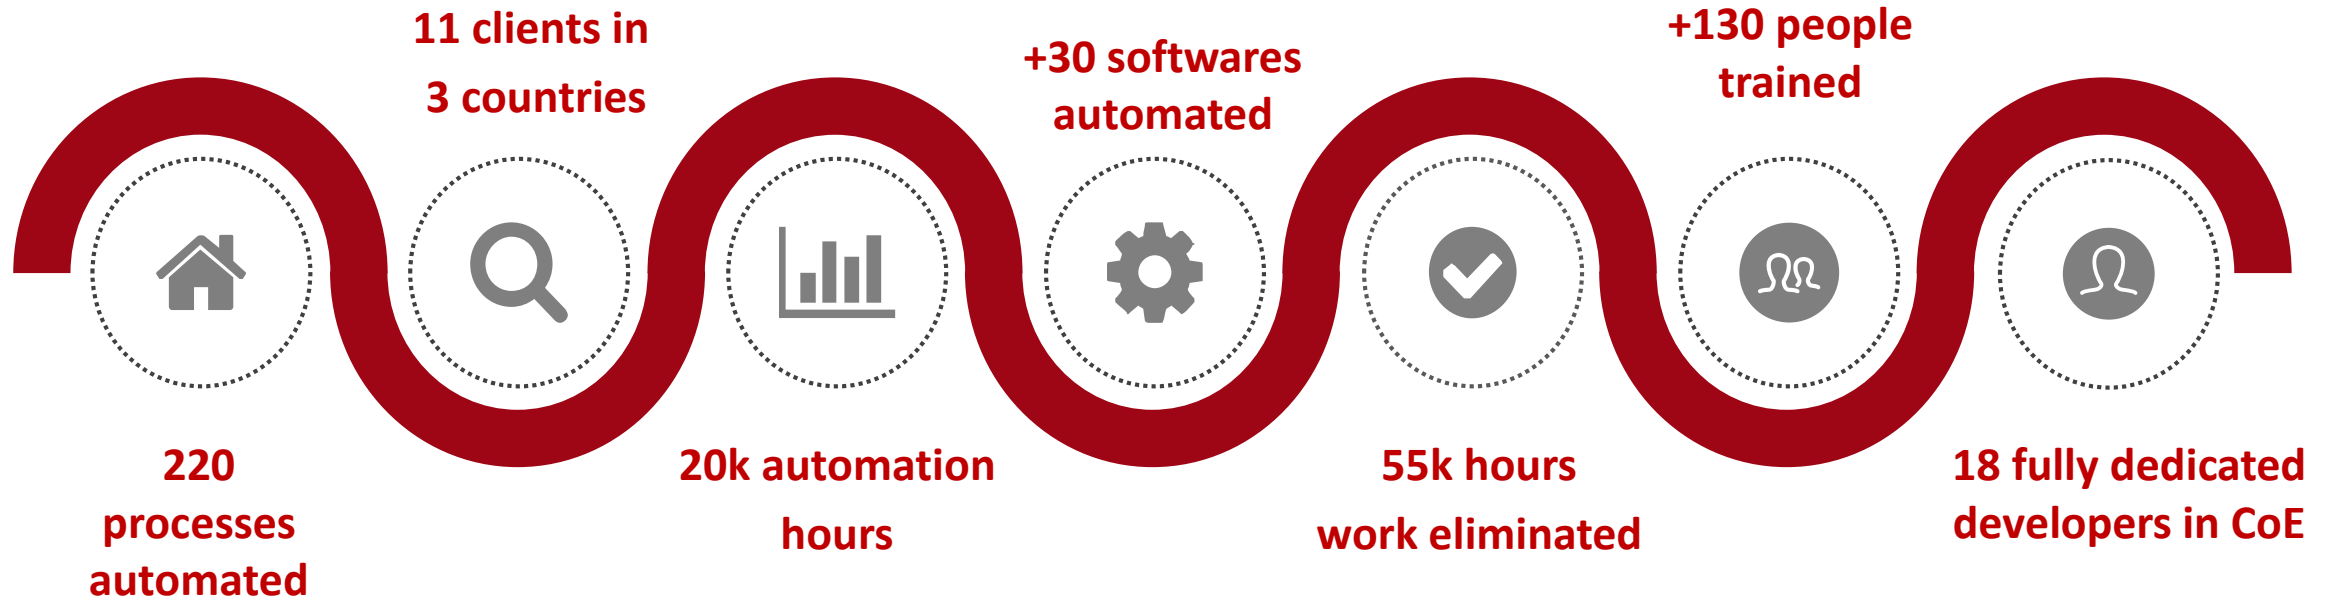 220
processes
automated
11 clients in
3 countries
20k automation
hours
+30 softwares
automated
55k hours
work eliminated
+130 people
trained
18 fully dedicated
developers in CoE